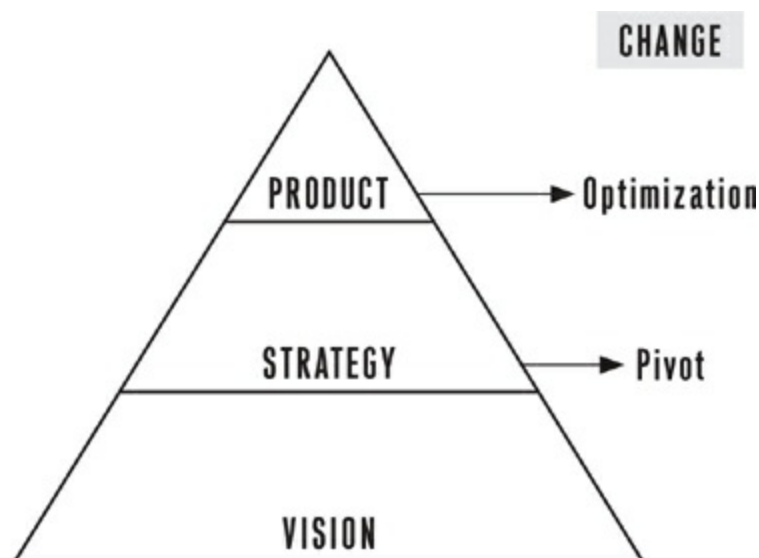 CHANGE
PRODUCT
Optimization
STRATEGY
Pivot
VISION